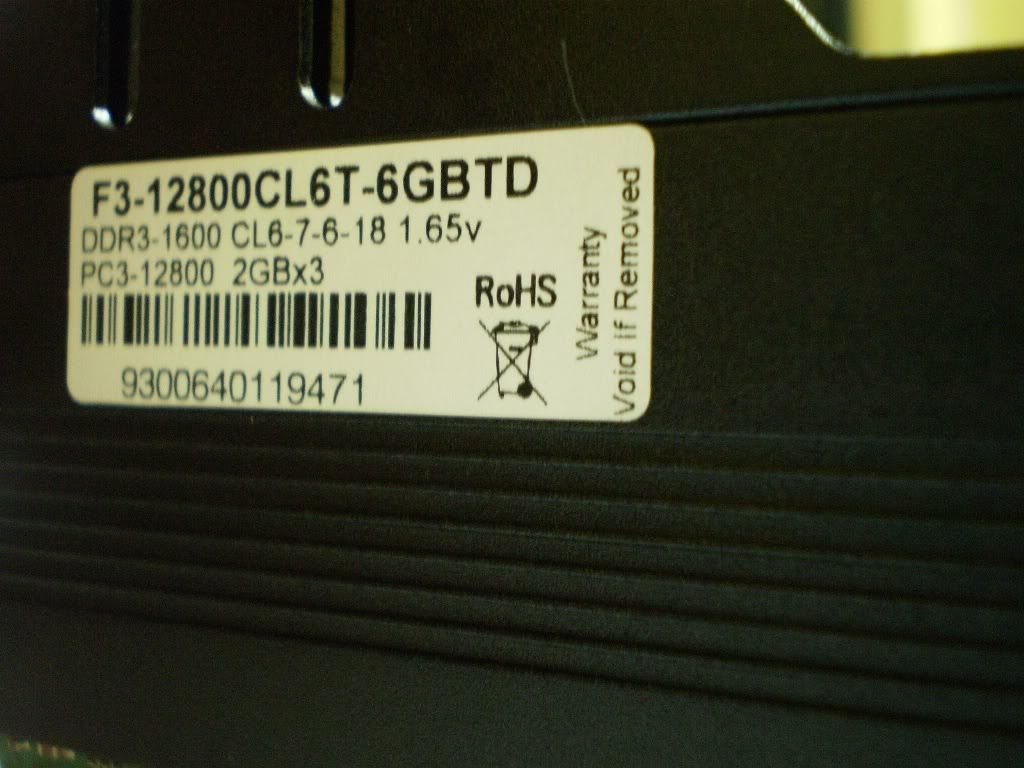 F3-12800CL6T-6GBTD
DDR3-1600 CL6-7-6-18 1.65v
PC3-12800 2GBx3
9300640119471
RoHS
Warranty
Void if Removed